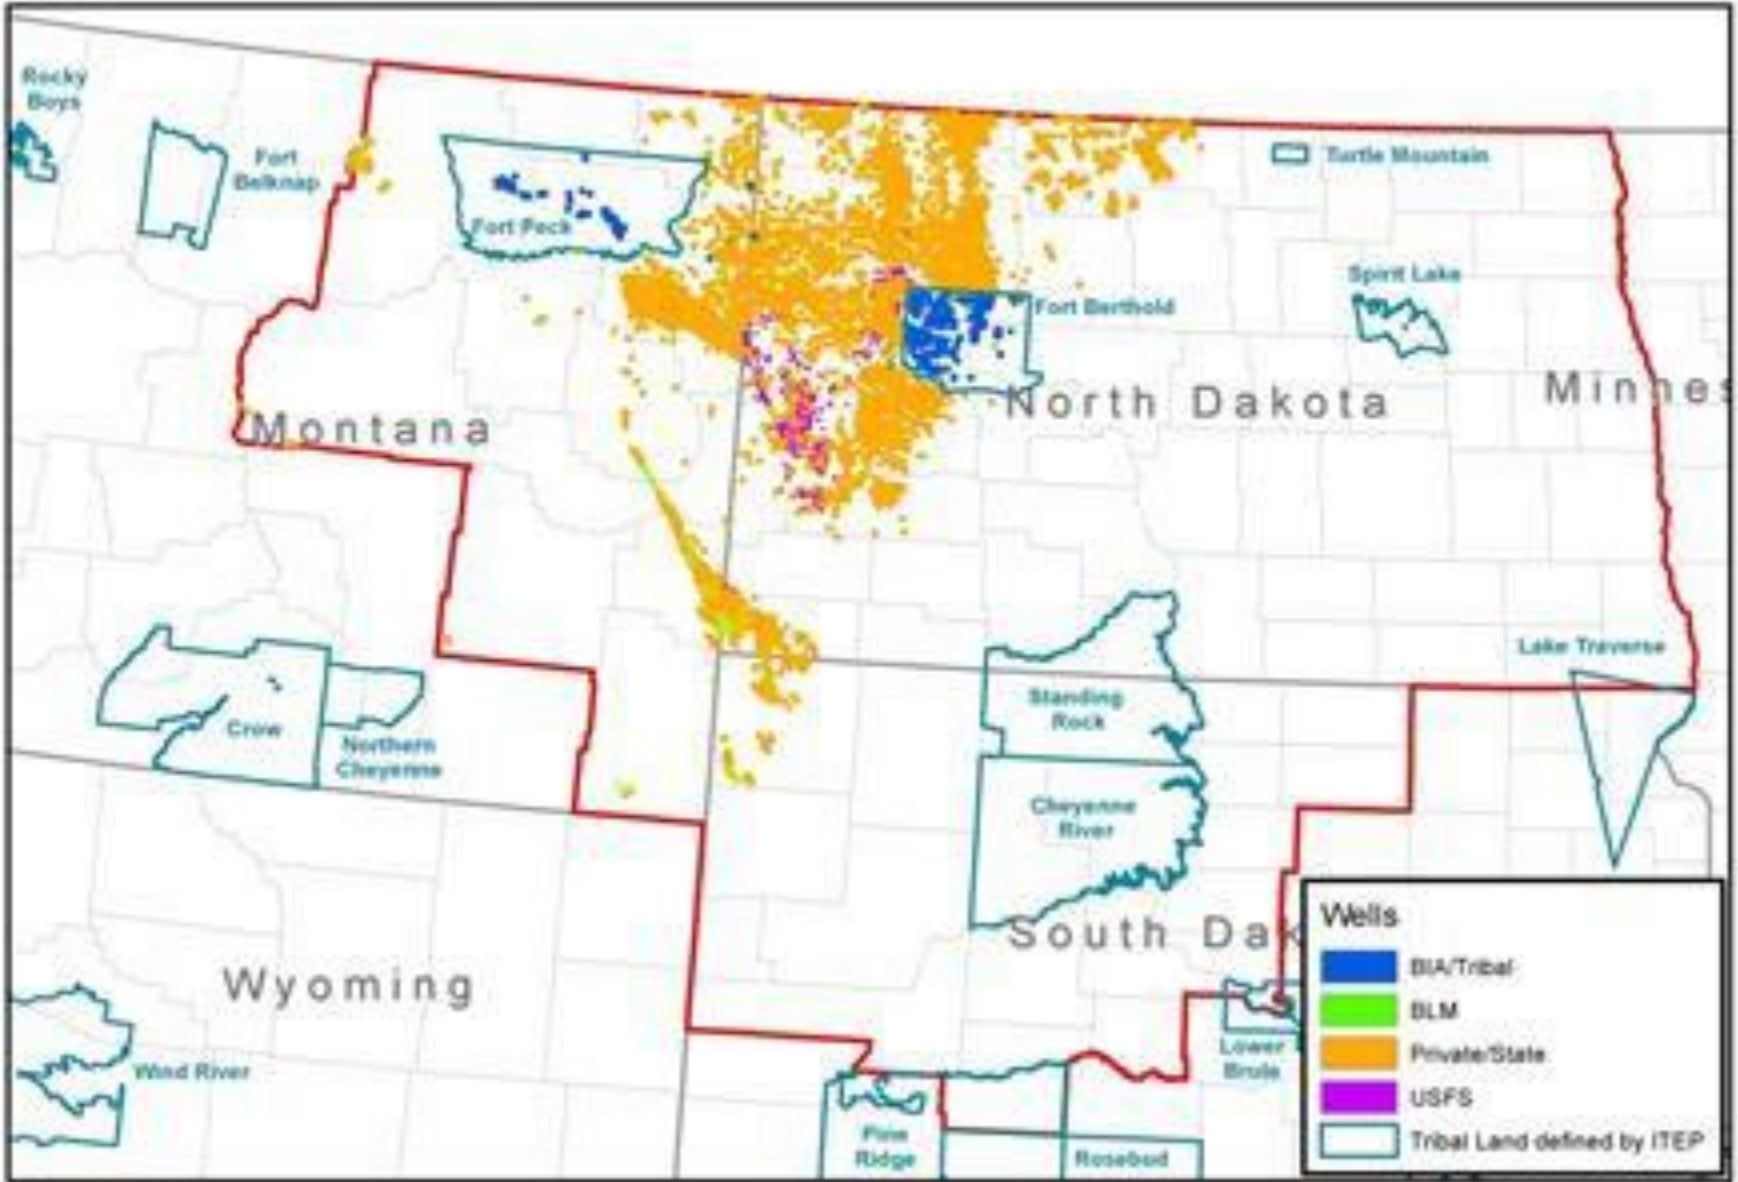 Rocky
Boys
Fort
Belknap
Fort Peck
Turtle Mountain
Spirit Lake
Fort Berthold
North Dakota
Minnes
Montana
Lake Traverse
Standing
Rock
Crow
Northern
Cheyenne
Cheyenne
River
South Dak
Wyoming
Wind River
Lower
Brule
Pine
Ridge
Rosebud
Wells
BIA/Tribal
BLM
Private/State
USFS
Tribal Land defined by ITEP